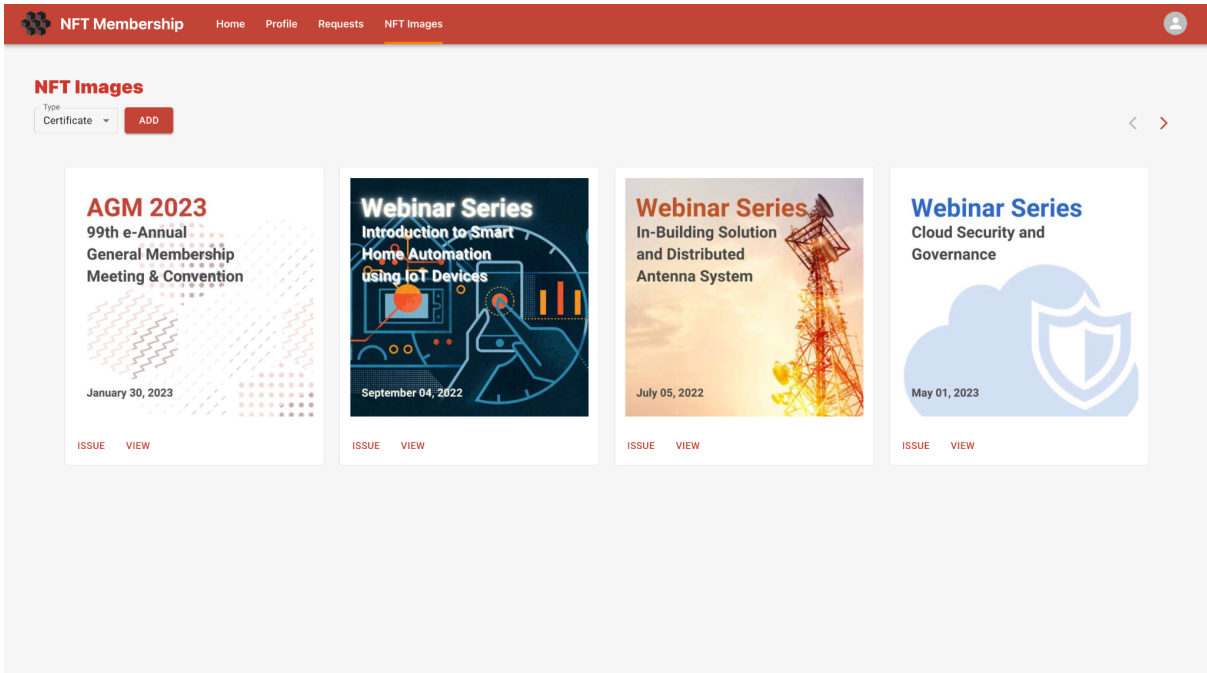 NFT Membership Home Profile Requests NFT Images
NFT Images
Type
Certificate
ADD
AGM 2023
99th e-Annual
General Membership
Meeting & Convention
January 30, 2023
ISSUE VIEW
Webinar Series
Introduction to Smart
Home Automation
using IoT Devices
September 04, 2022
ISSUE VIEW
Webinar Series
In-Building Solution
and Distributed
Antenna System
July 05, 2022
ISSUE VIEW
Webinar Series
Cloud Security and
Governance
May 01, 2023
ISSUE VIEW